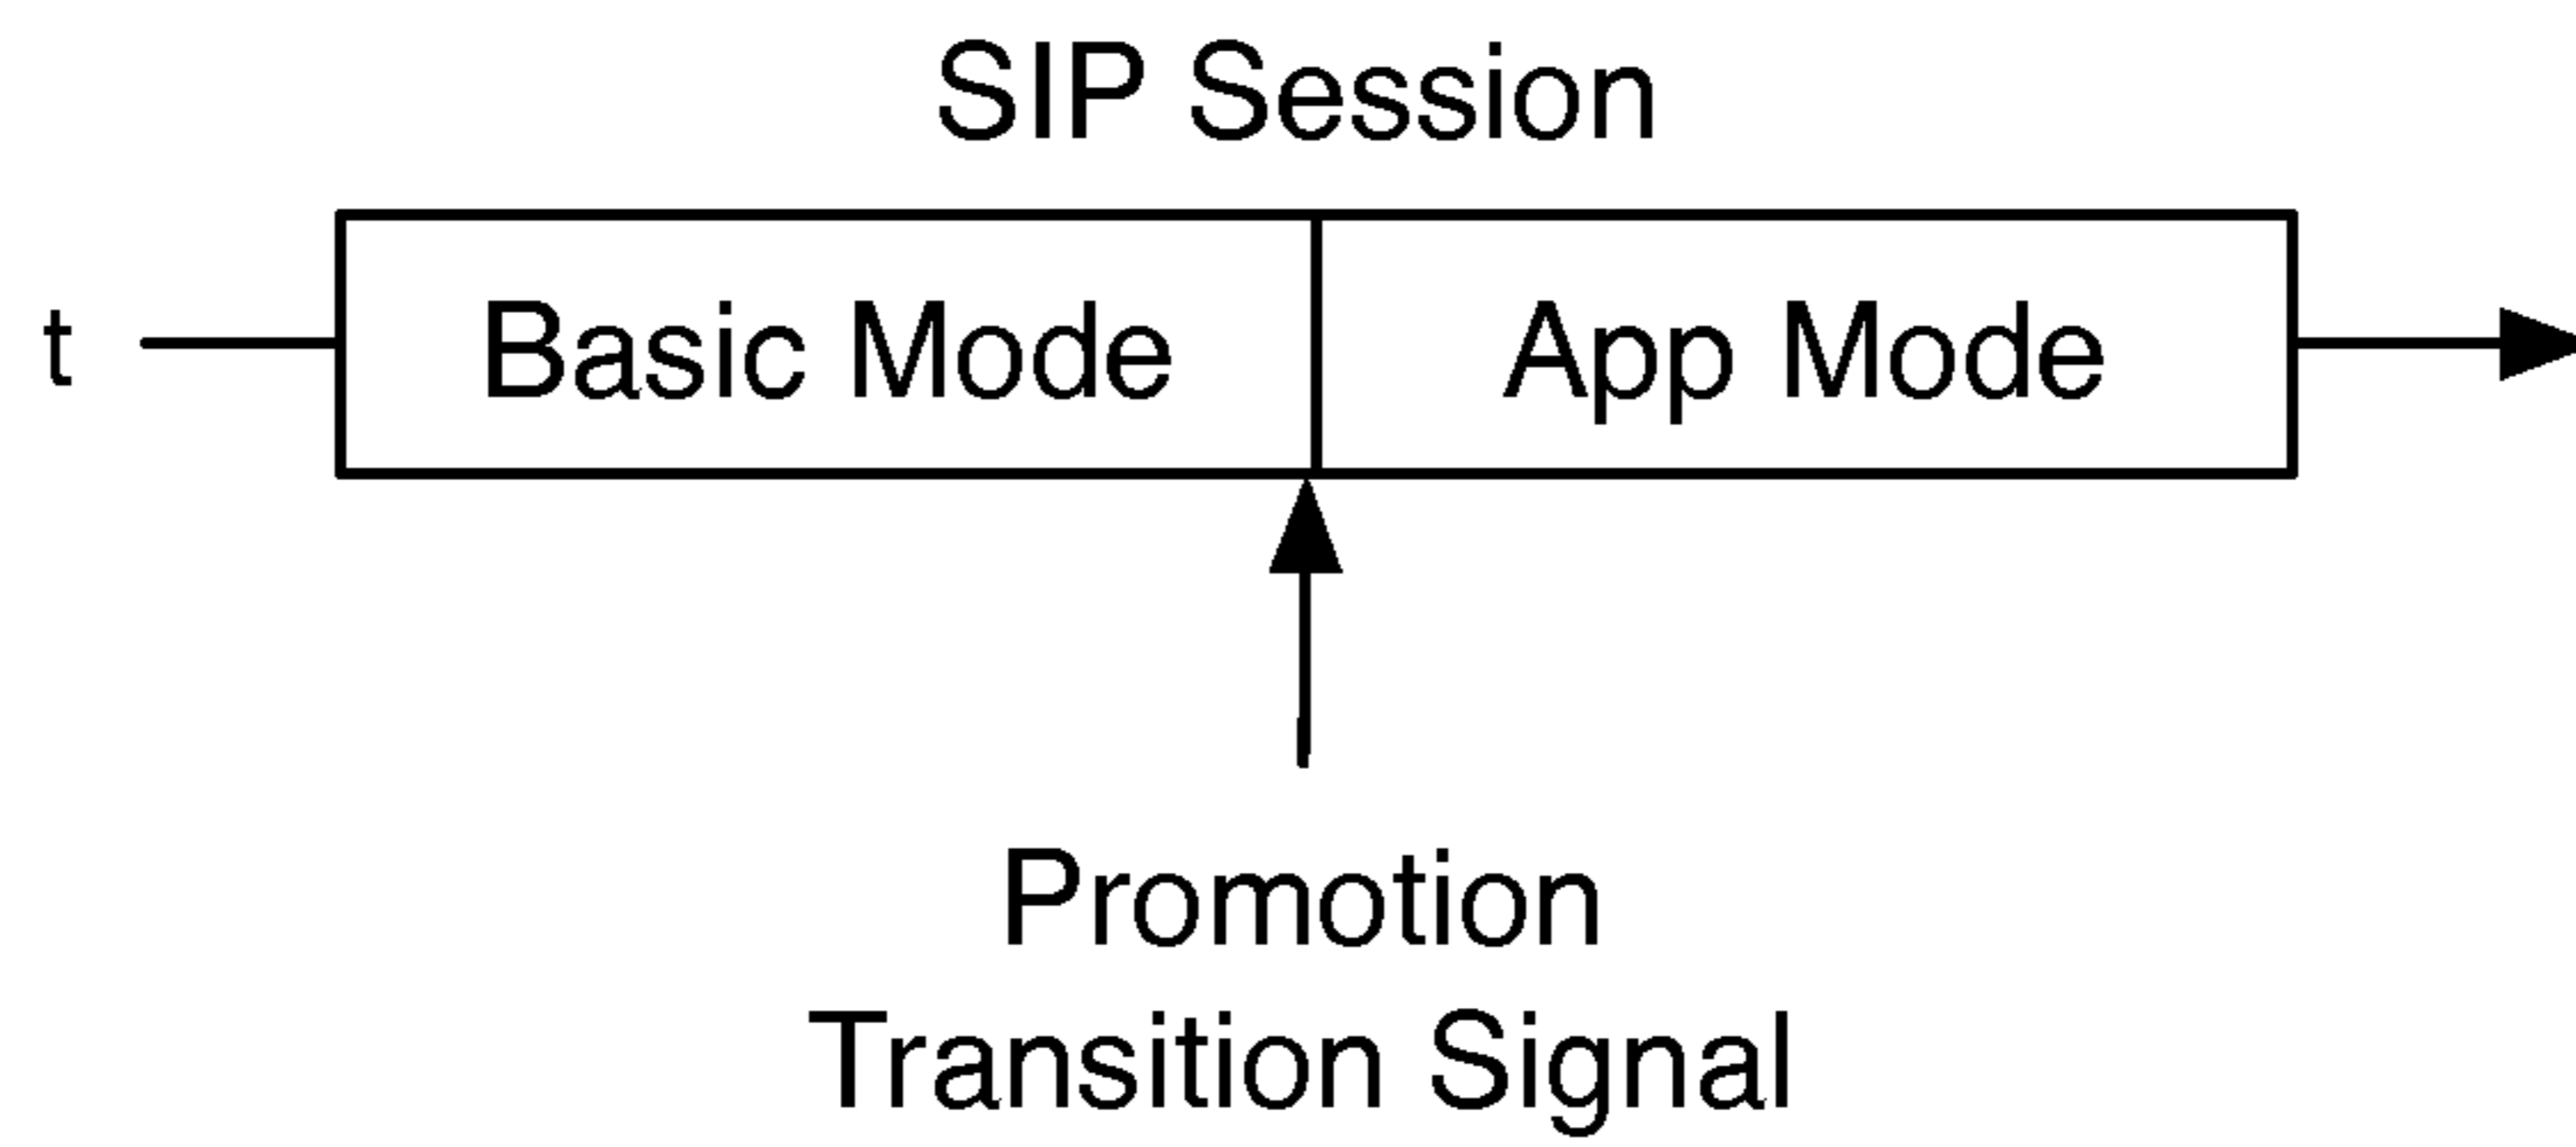 SIP Session
t
Basic Mode
App Mode
Promotion
Transition Signal